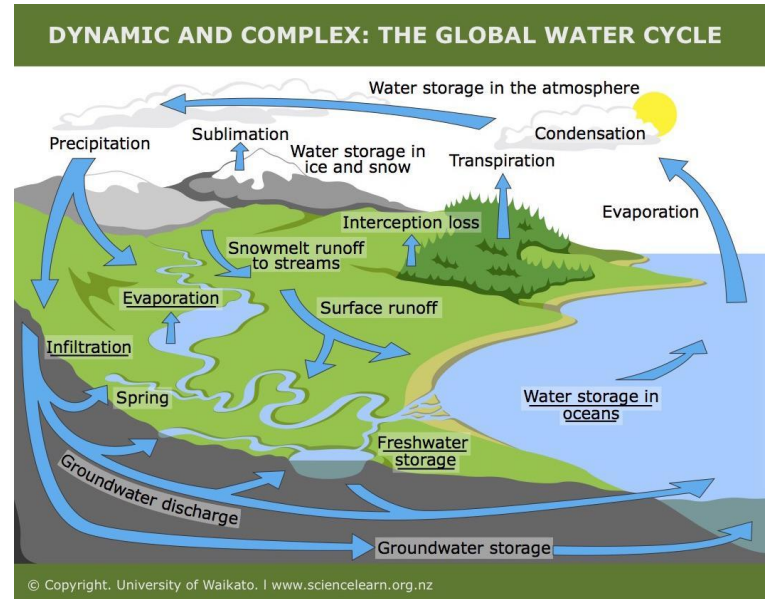 DYNAMIC AND COMPLEX: THE GLOBAL WATER CYCLE
Water storage in the atmosphere
Condensation
Precipitation
Sublimation
Water storage in
ice and snow
Transpiration
Evaporation
Interception loss
Snowmelt runoff
to streams
Evaporation
Surface runoff
Infiltration
Spring
Water storage in
oceans
Freshwater
storage
Groundwater discharge
Groundwater storage
© Copyright. University of Waikato. l www.sciencelearn.org.nz